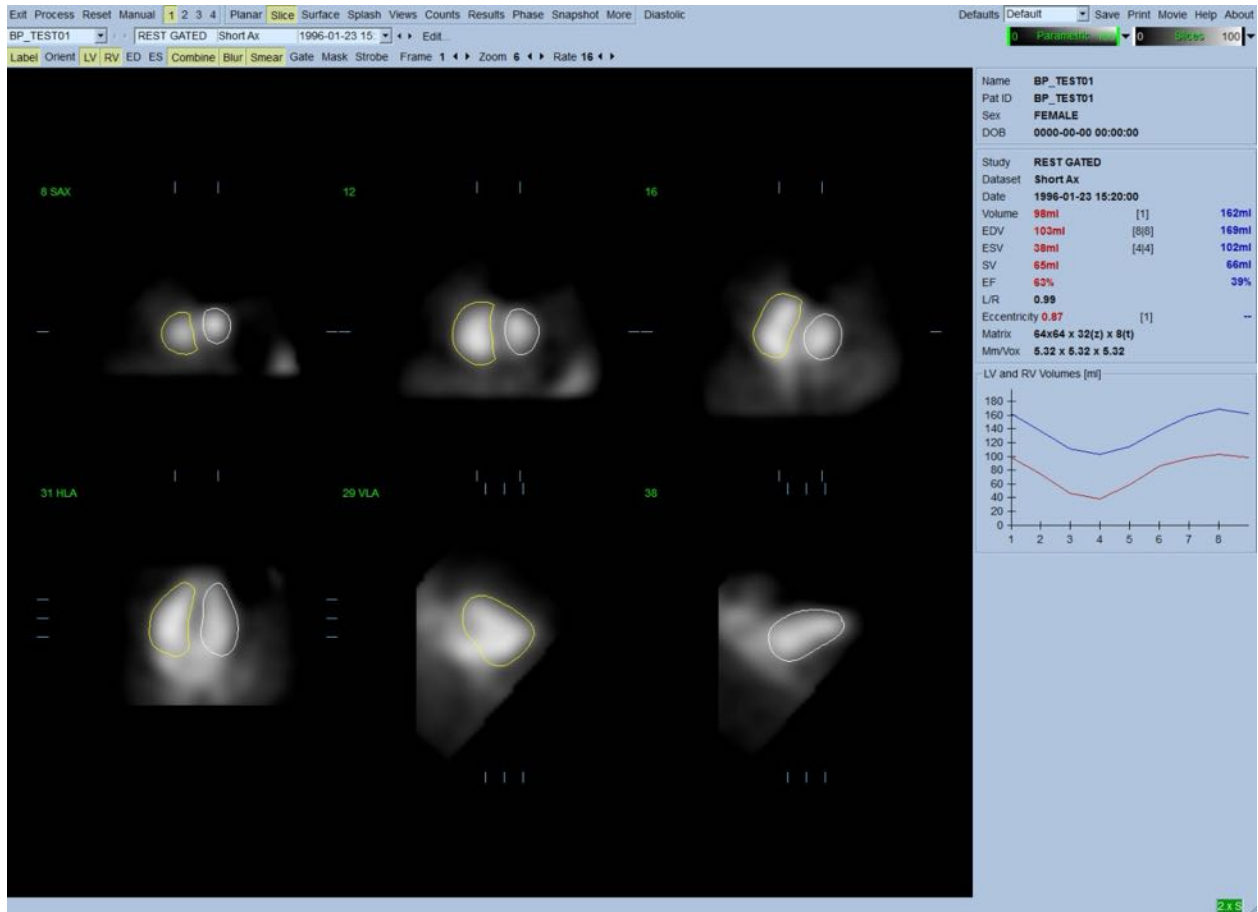 Exit Process Reset Manual 1 2 3 4 Planar Slice Surface Splash Views Counts Results Phase Snapshot More Diastolic Defaults Default Save Print Movie Help About
BP_TEST01 REST GATED Short Ax 1996-01-23 15: Edit... 0 Parametric 0 Slices 100
Label Orient LV RV ED ES Combine Blur Smear Gate Mask Strobe Frame 1 Zoom 6 Rate 16
Name BP_TEST01
Pat ID BP_TEST01
Sex FEMALE
DOB 0000-00-00 00:00:00
Study REST GATED
Dataset Short Ax
Date 1996-01-23 15:20:00
Volume 98ml [1] 162ml
EDV 103ml [8|8] 169ml
ESV 38ml [4|4] 102ml
SV 65ml 66ml
EF 63% 39%
L/R 0.99
Eccentricity 0.87 [1] --
Matrix 64x64 x 32(z) x 8(t)
Mm/Vox 5.32 x 5.32 x 5.32
LV and RV Volumes [ml]
180
160
140
120
100
80
60
40
20
0
1 2 3 4 5 6 7 8
8 SAX 12 16
31 HLA 29 VLA 38
2.x S